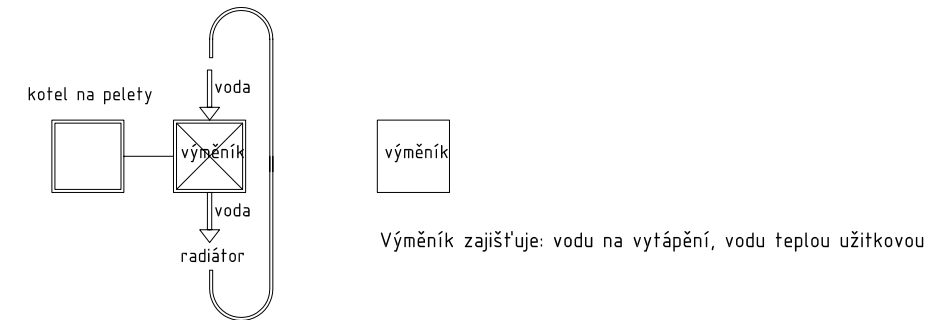 voda
kotel na pelety
výměník
výměník
voda
Výměník zajišťuje: vodu na vytápění, vodu teplou užitkovou
radiátor